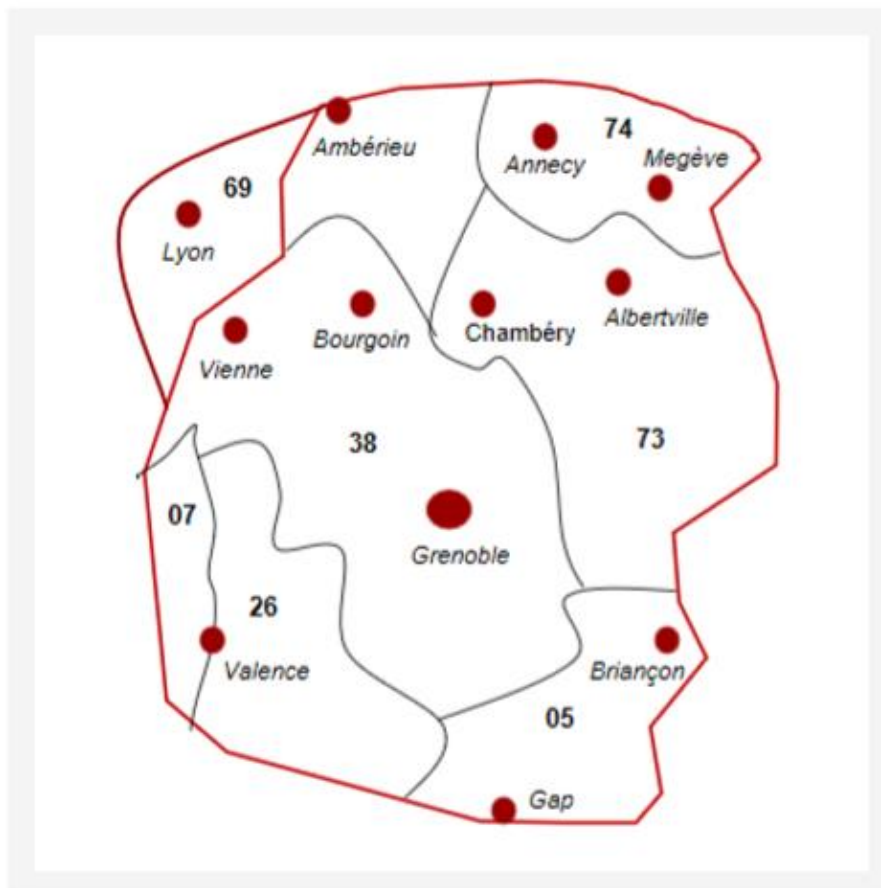 Ambérieu
74
Annecy
Megève
69
Lyon
Vienne
Bourgoin
Chambéry
Albertville
38
73
07
Grenoble
26
Valence
Briançon
05
Gap